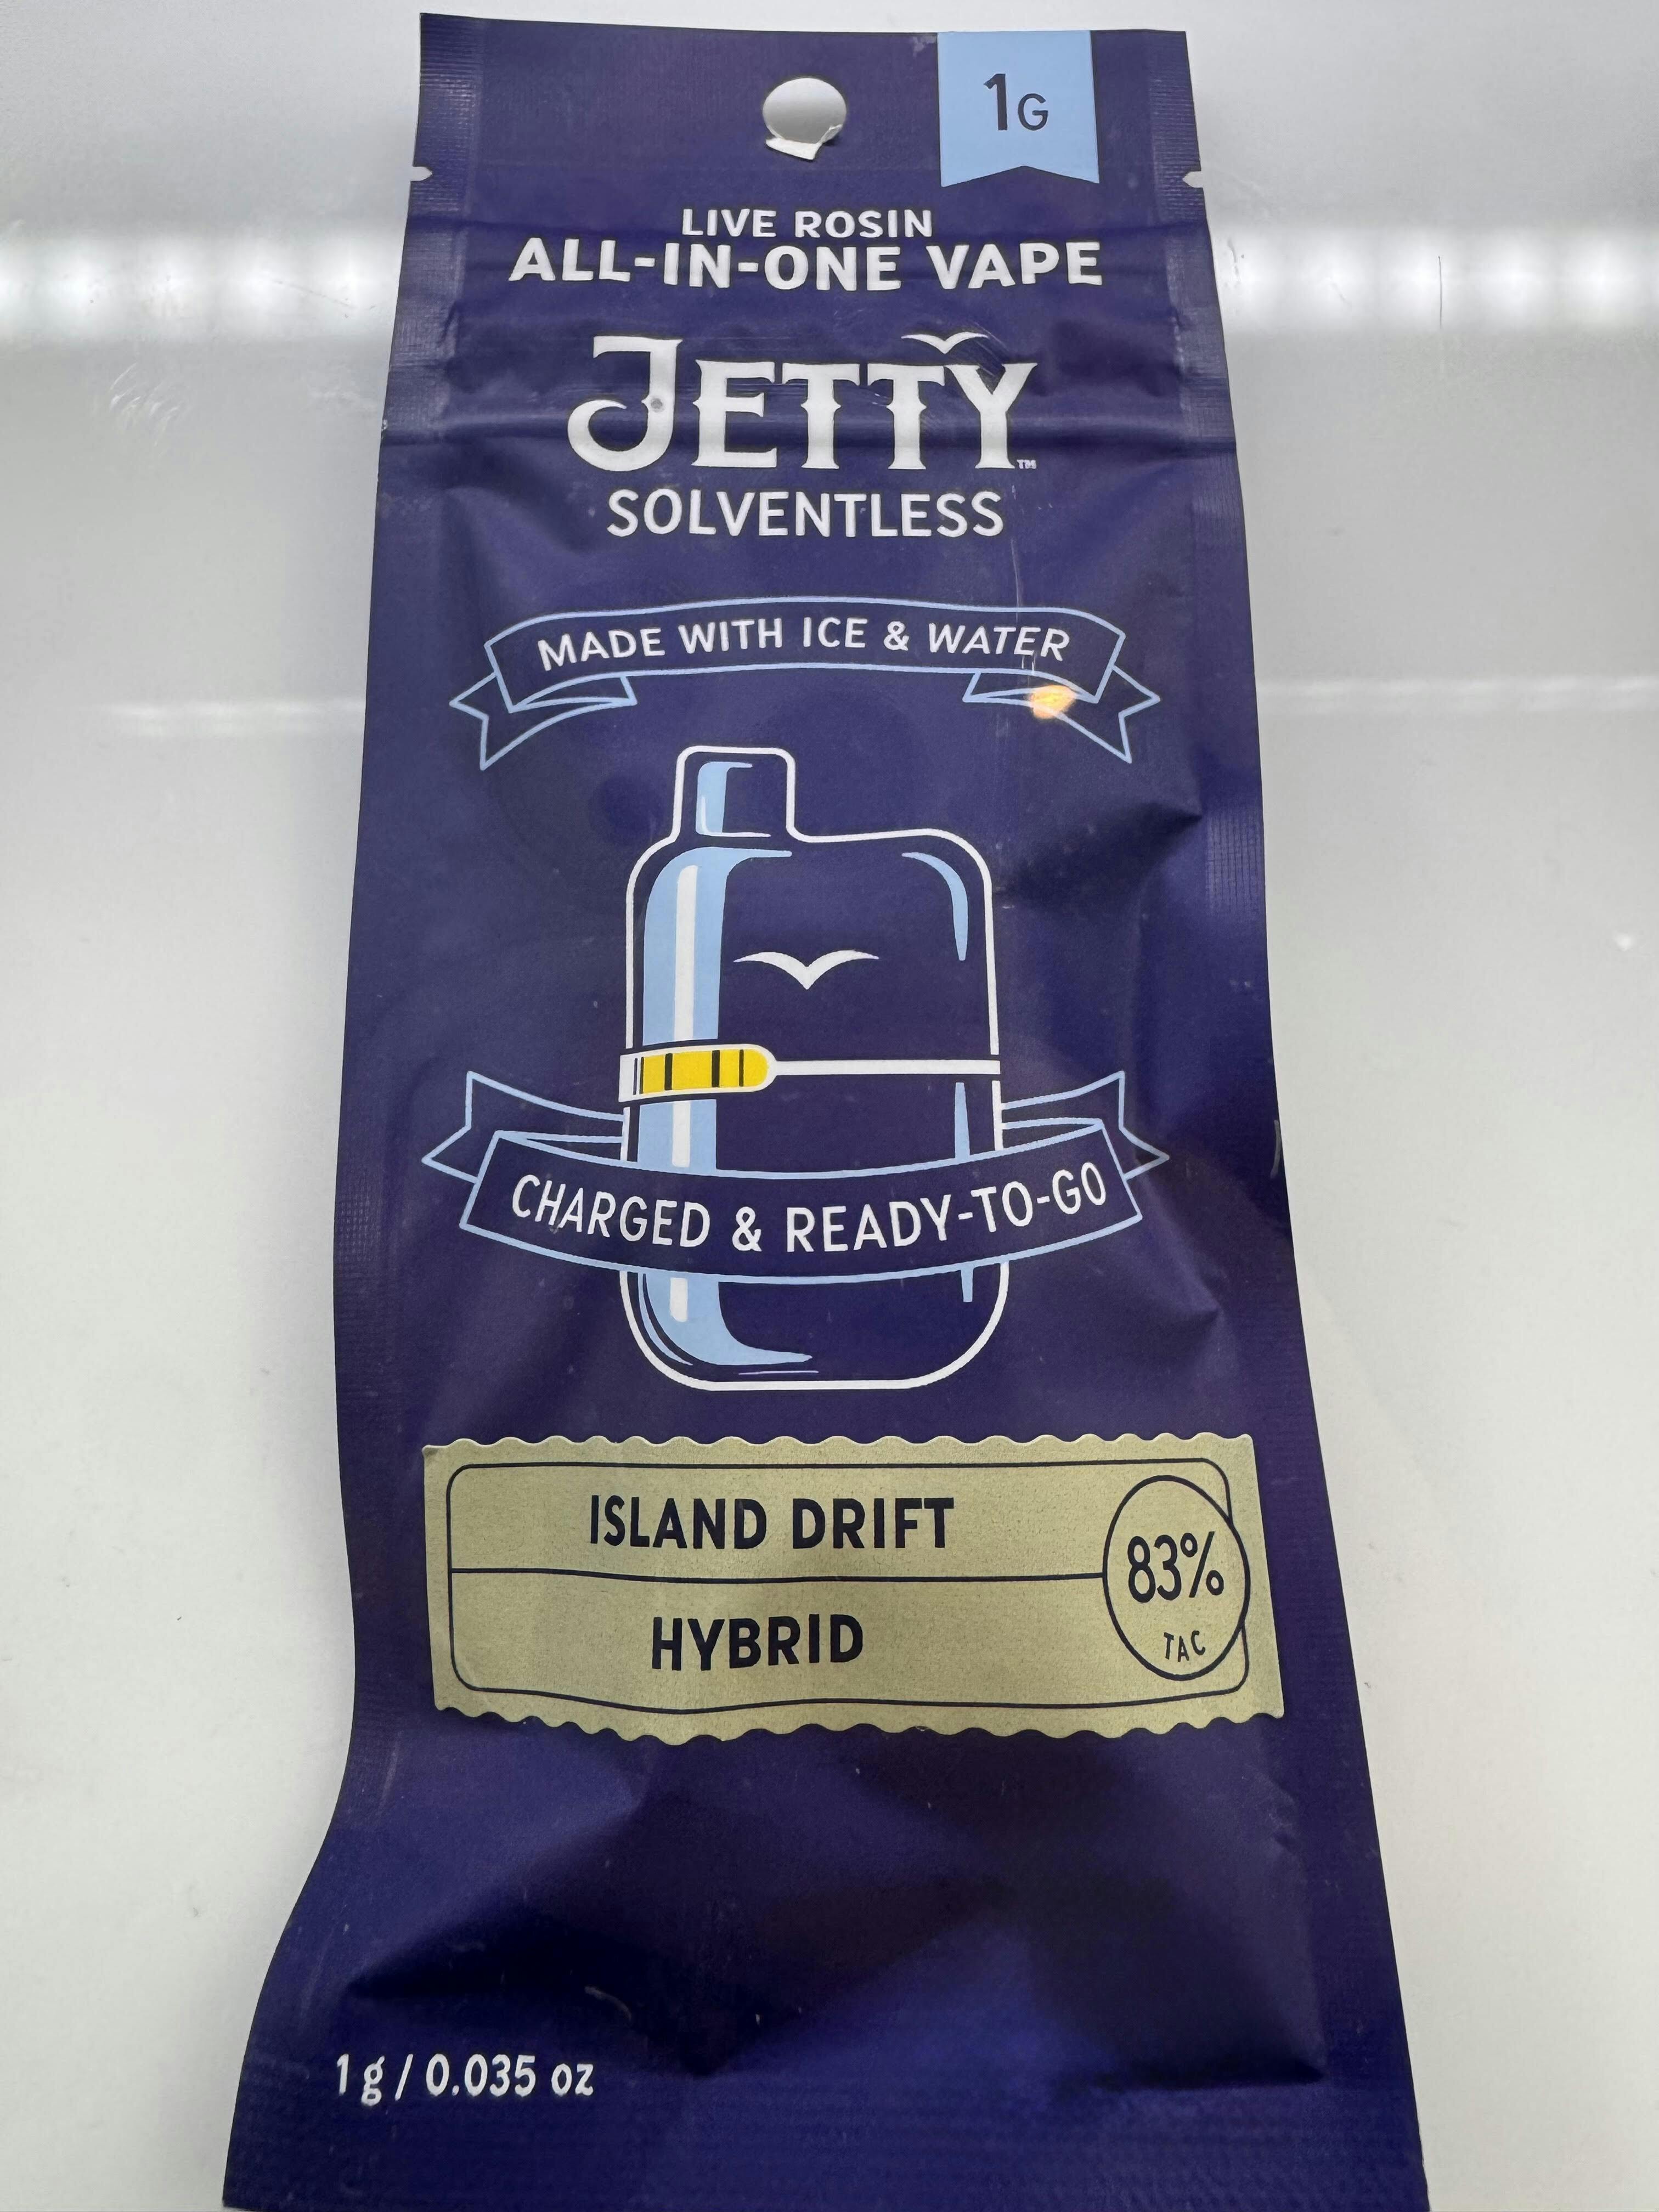 1G
LIVE ROSIN
ALL-IN-ONE VAPE
JETTY™
SOLVENTLESS
MADE WITH ICE & WATER
CHARGED & READY-TO-GO
ISLAND DRIFT
HYBRID
83%
TAC
1 g / 0.035 oz